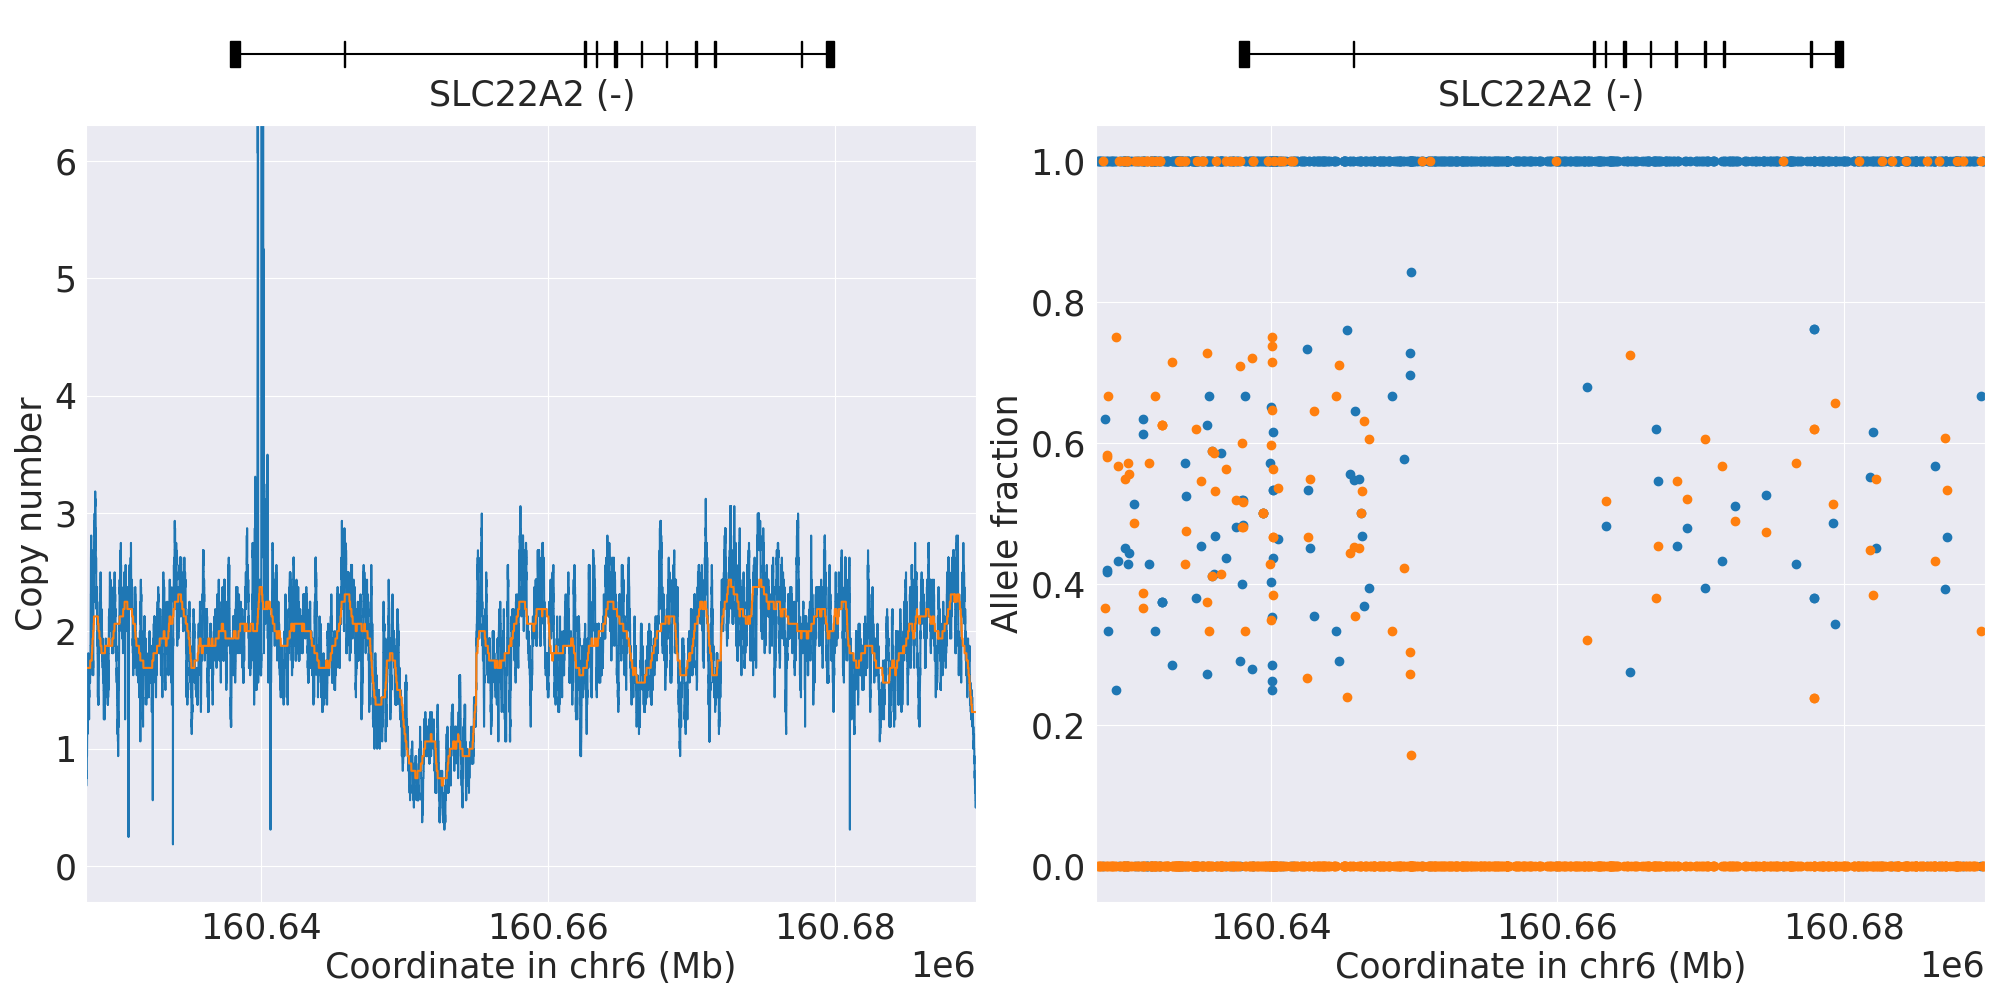 SLC22A2 (-)
Copy number
6
5
4
3
2
1
0
160.64
160.66
160.68
Coordinate in chr6 (Mb)
1e6
SLC22A2 (-)
Allele fraction
1.0
0.8
0.6
0.4
0.2
0.0
160.64
160.66
160.68
Coordinate in chr6 (Mb)
1e6